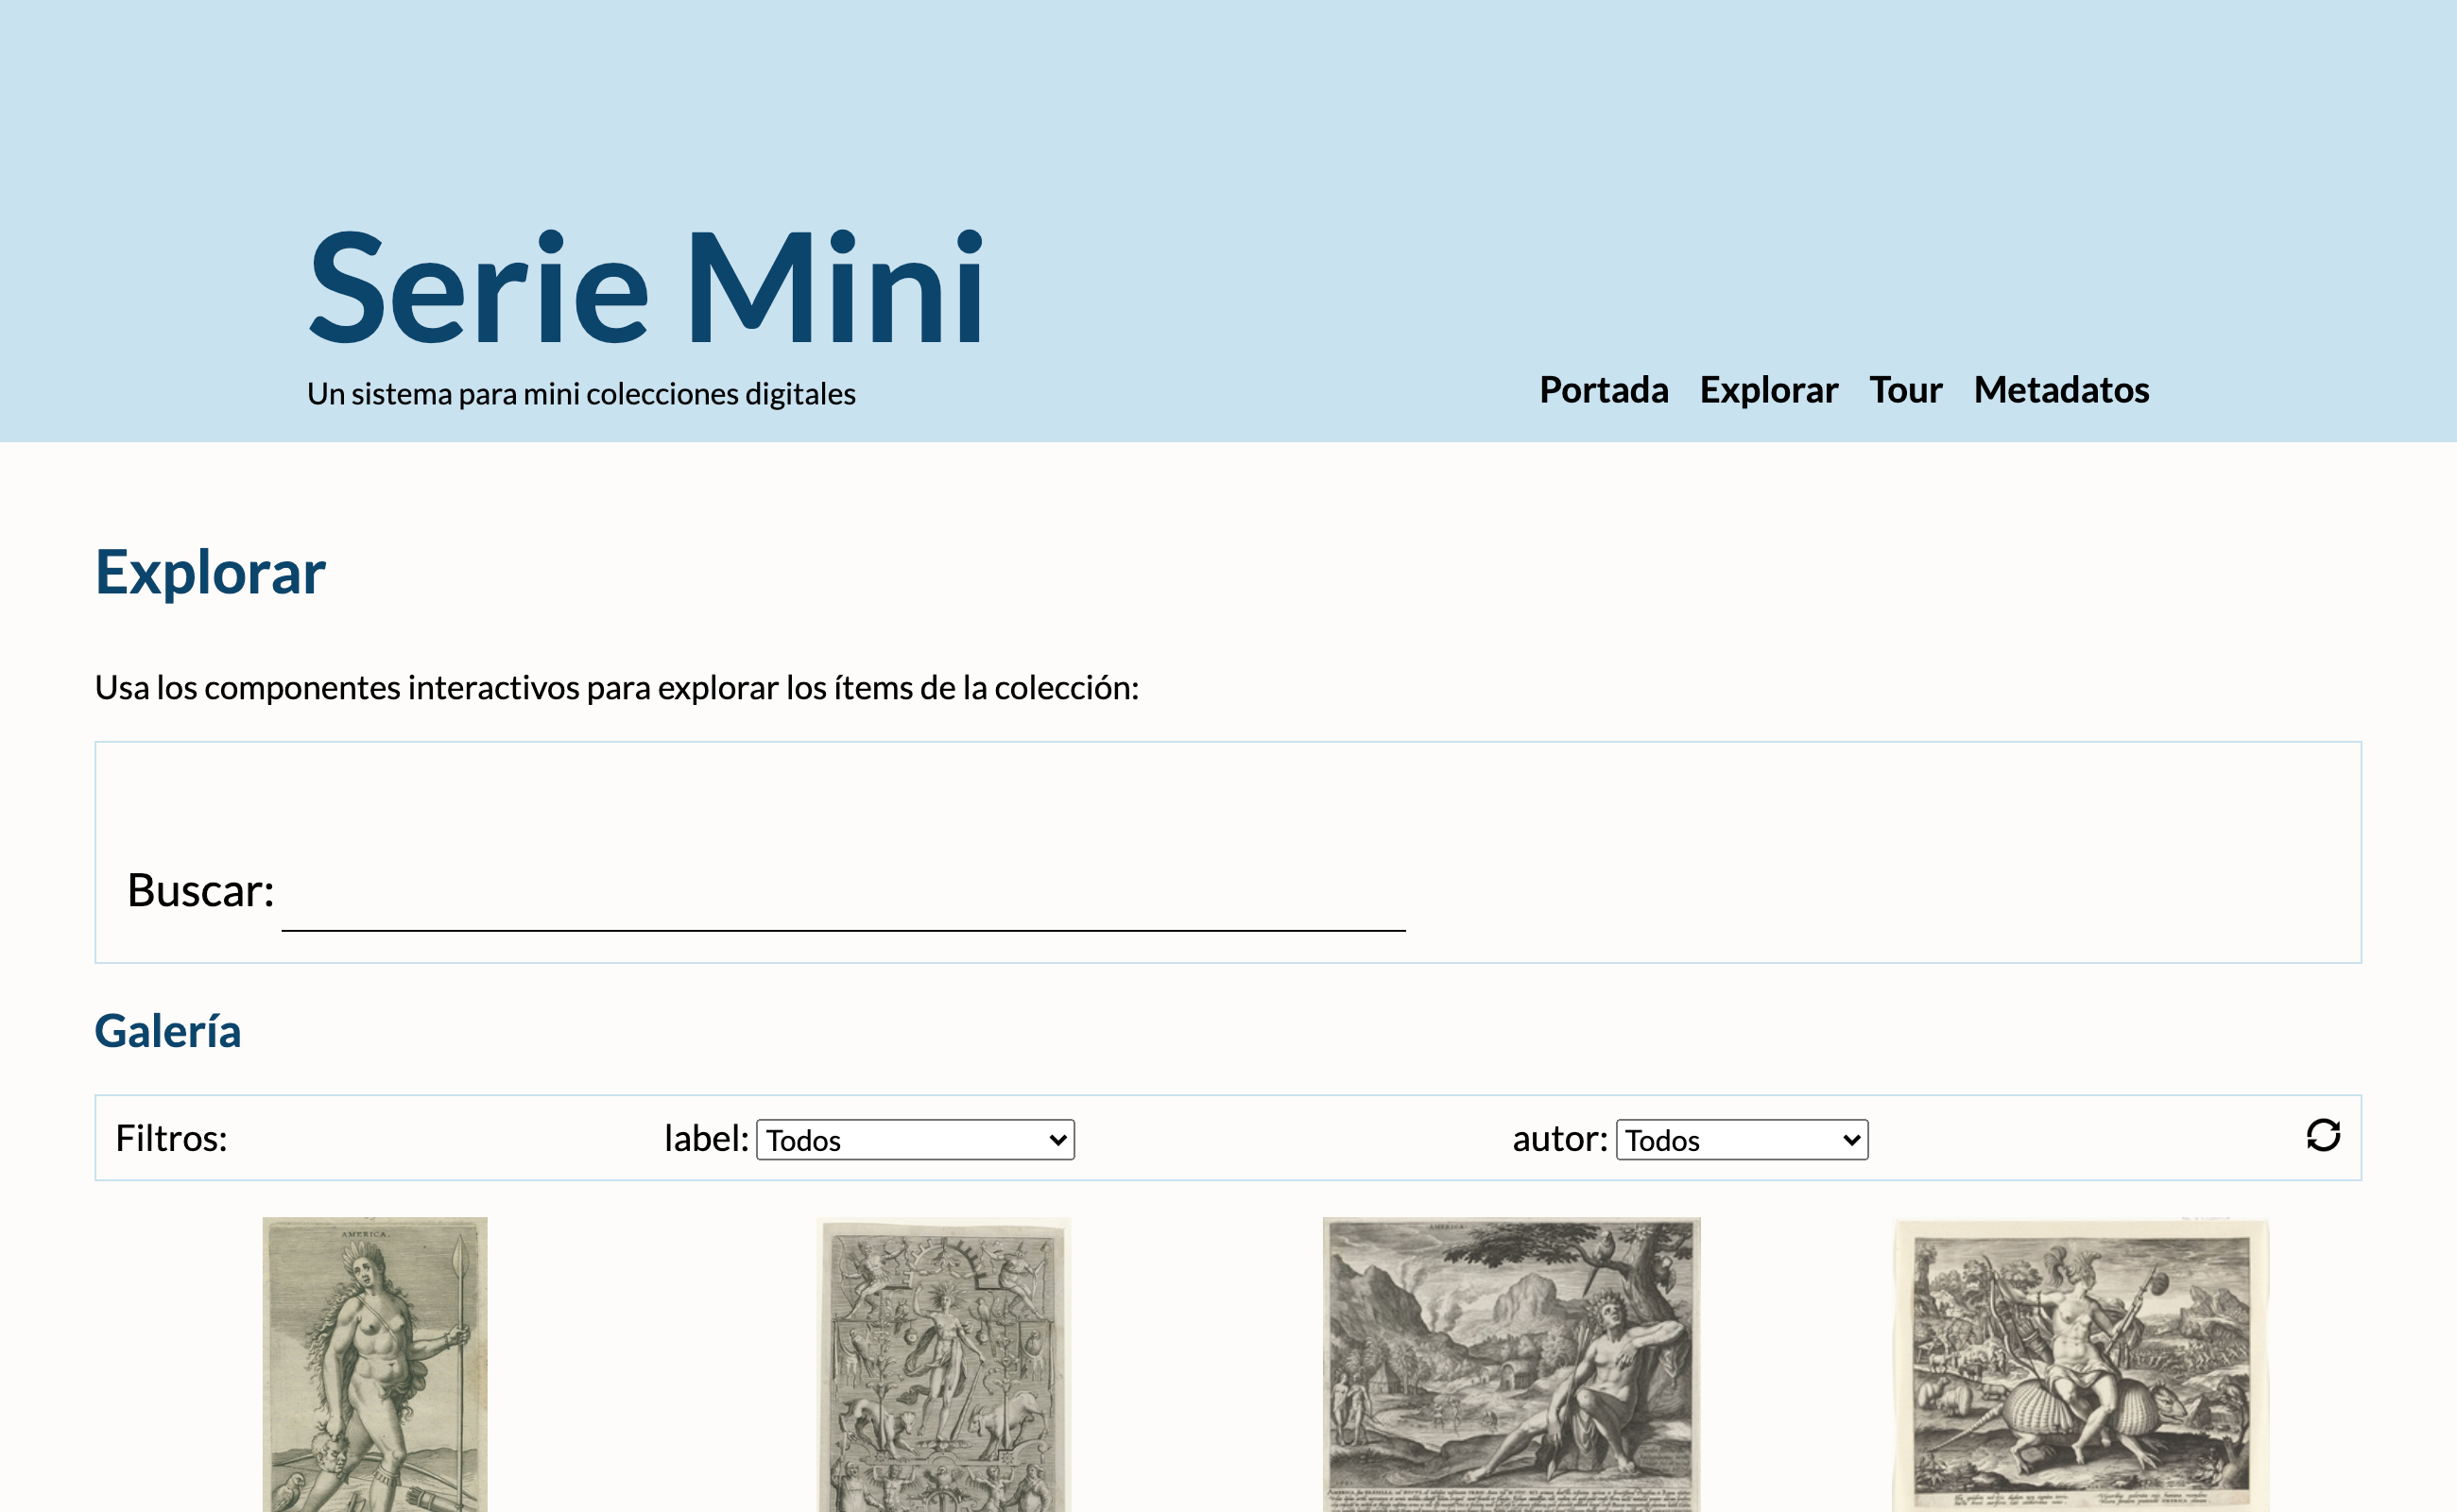 Serie Mini
Un sistema para mini colecciones digitales
Portada Explorar Tour Metadatos
Explorar
Usa los componentes interactivos para explorar los ítems de la colección:
Buscar:
Galería
Filtros: label: Todos autor: Todos
AMERICA.
AMERICA